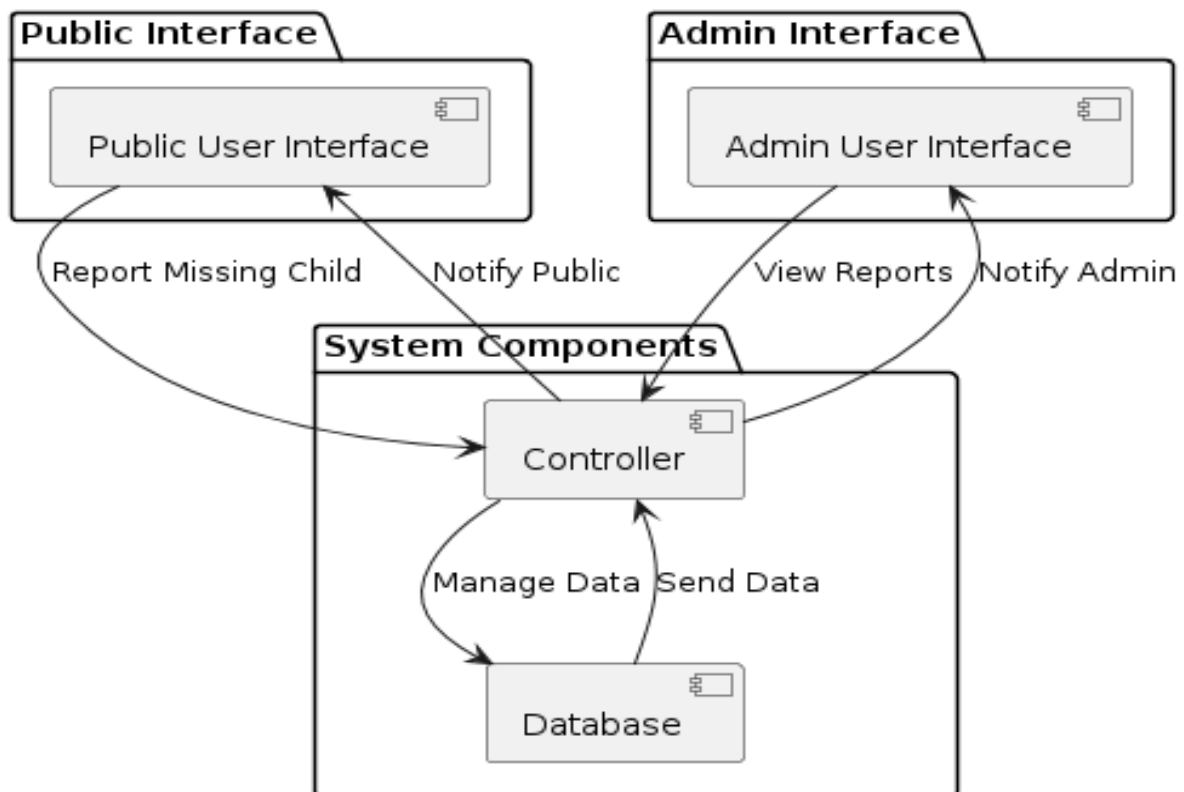 Public Interface
Admin Interface
Public User Interface
Admin User Interface
Report Missing Child
Notify Public
View Reports
Notify Admin
System Components
Controller
Manage Data
Send Data
Database